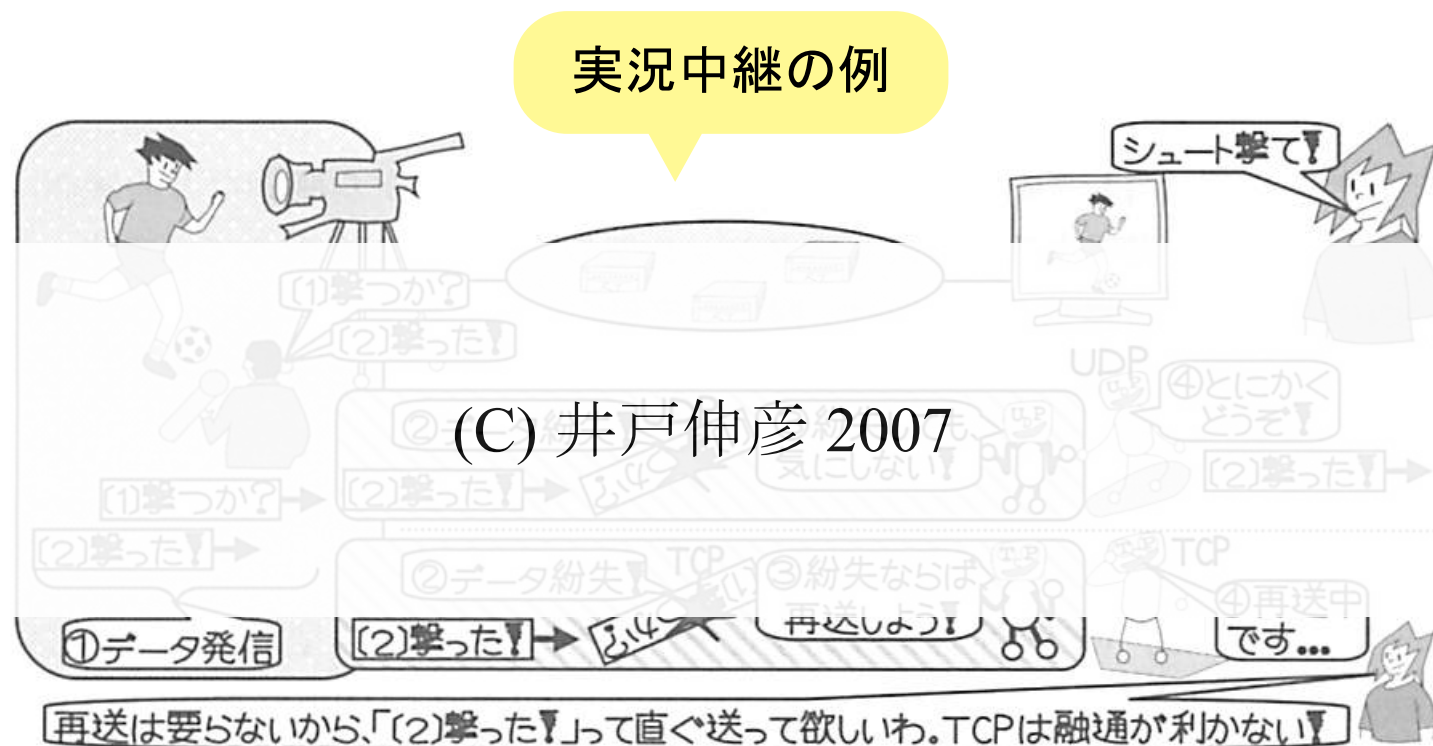 実況中継の例
シュート撃て!
(1)撃つか?
(2)撃った!
UDP
④とにかく
どうぞ!
(C) 井戸伸彦 2007
気にしない!
(1)撃つか?
(2)撃った!
(2)撃った!
(2)撃った!
TCP
TCP
②データ紛失!
③紛失ならば
再送しよう!
④再送中
です…
①データ発信
(2)撃った!
再送は要らないから、「(2)撃った!」って直ぐ送って欲しいわ。TCPは融通が利かない!